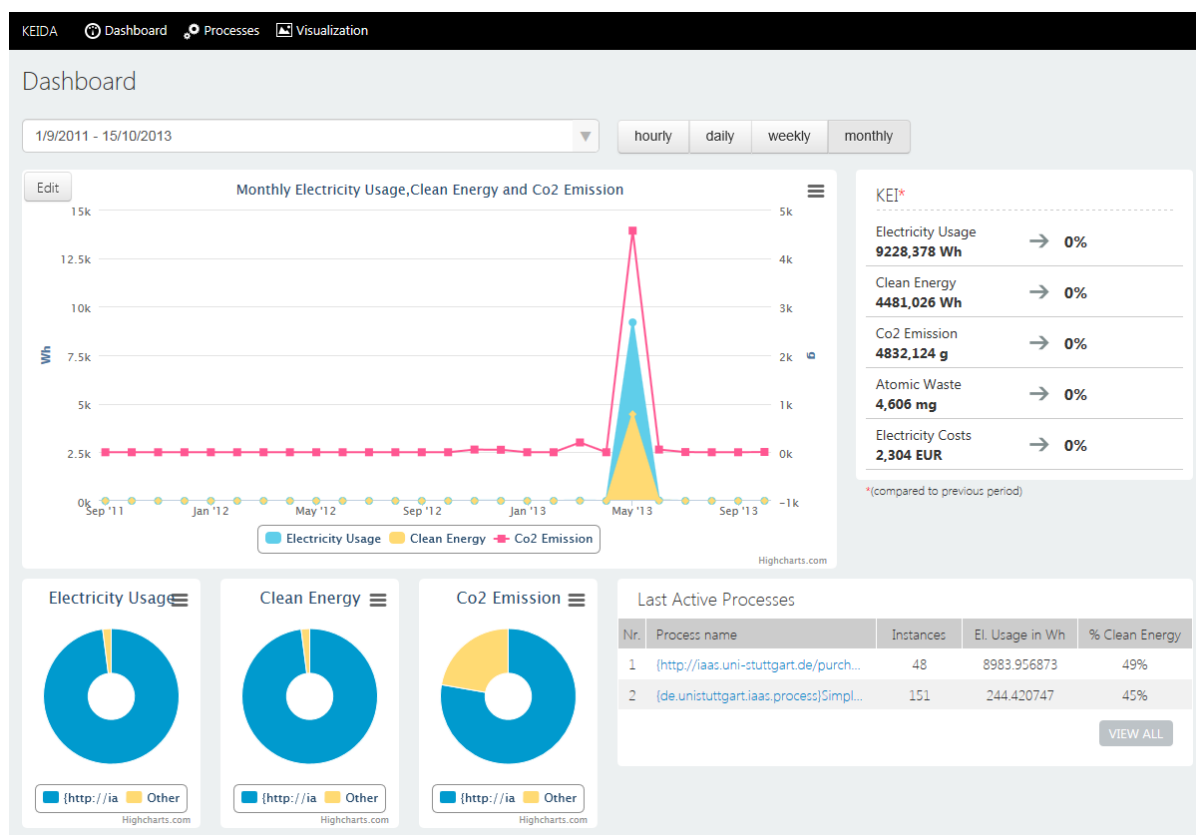 KEIDA Dashboard Processes Visualization
Dashboard
1/9/2011 - 15/10/2013
hourly daily weekly monthly
Edit
Monthly Electricity Usage,Clean Energy and Co2 Emission
15k 5k
12.5k 4k
10k 3k
Wh 7.5k 2k g
5k 1k
2.5k 0k
0k -1k
Sep '11 Jan '12 May '12 Sep '12 Jan '13 May '13 Sep '13
Electricity Usage Clean Energy Co2 Emission
Highcharts.com
KEI*
Electricity Usage
9228,378 Wh 0%
Clean Energy
4481,026 Wh 0%
Co2 Emission
4832,124 g 0%
Atomic Waste
4,606 mg 0%
Electricity Costs
2,304 EUR 0%
*(compared to previous period)
Electricity Usage
{http://ia Other
Highcharts.com
Clean Energy
{http://ia Other
Highcharts.com
Co2 Emission
{http://ia Other
Highcharts.com
Last Active Processes
Nr. Process name Instances El. Usage in Wh % Clean Energy
1 {http://iaas.uni-stuttgart.de/purch... 48 8983.956873 49%
2 {de.unistuttgart.iaas.process}Simpl... 151 244.420747 45%
VIEW ALL